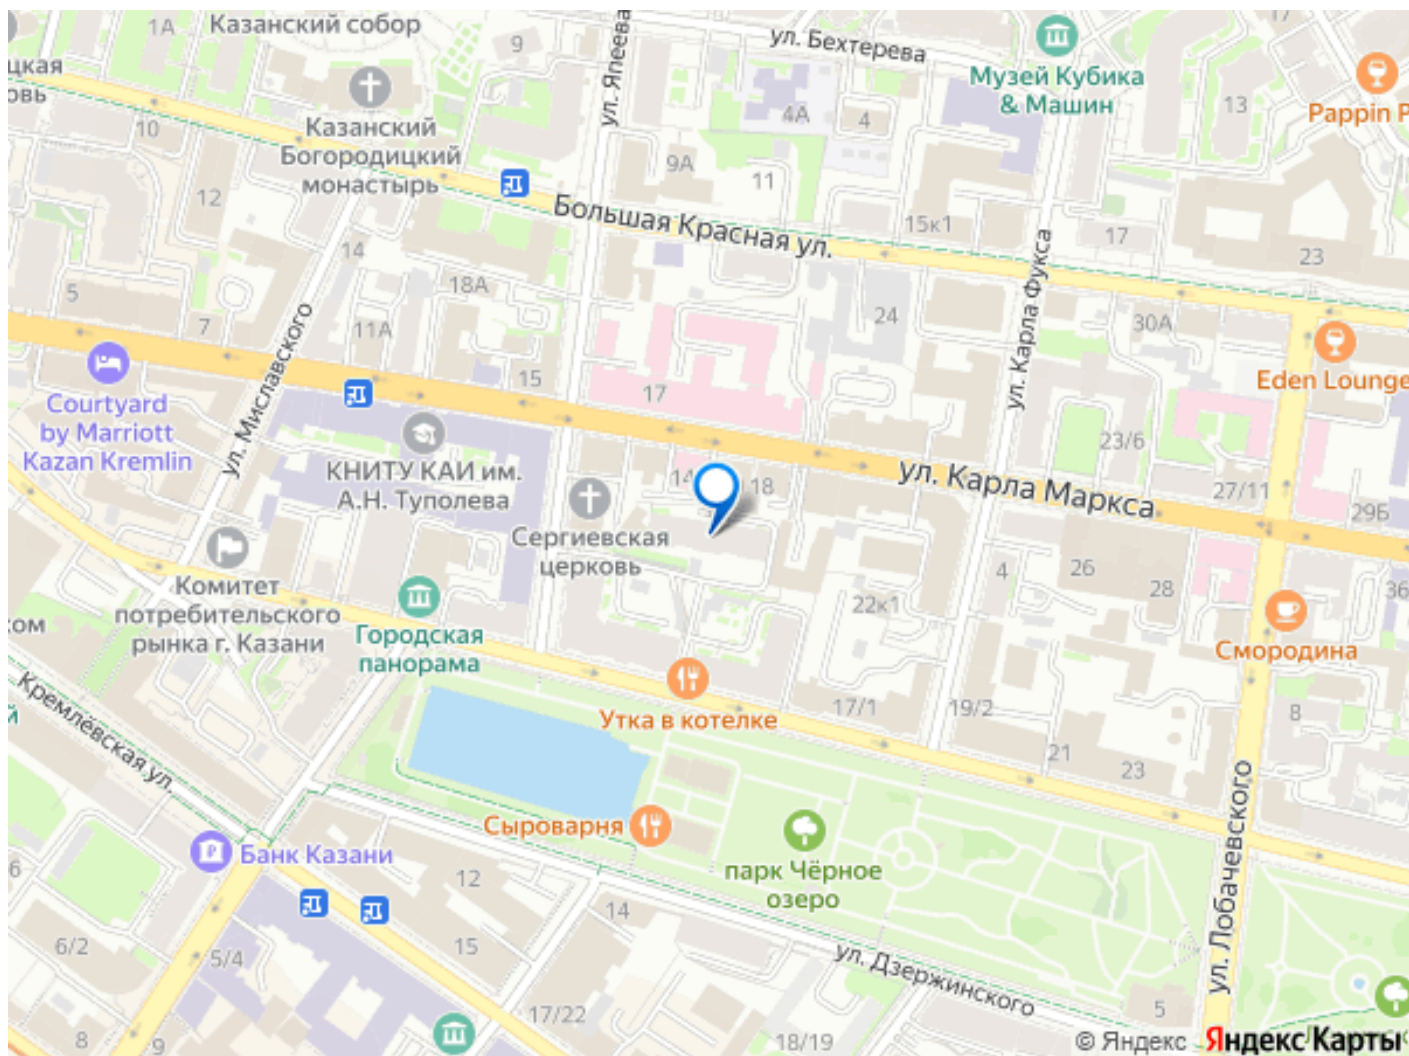 1А
Казанский собор
9
ул. Япеева
ул. Бехтерева
Музей Кубика
& Машин
17
13
Pappin P
цкая
овь
10
Казанский
Богородицкий
монастырь
4А
4
9А
11
12
Большая Красная ул.
15к1
17
23
14
18А
5
7
11А
ул. Миславского
24
ул. Карла Фукса
30А
Eden Lounge
15
17
Courtyard
by Marriott
Kazan Kremlin
КНИТУ КАИ им.
А.Н. Туполева
14
18
ул. Карла Маркса
23/6
27/11
29Б
Сергиевская
церковь
Комитет
потребительского
рынка г. Казани
Городская
панорама
22к1
4
26
28
36
Смородина
ком
й
Кремлёвская ул.
Утка в котелке
17/1
19/2
21
23
8
Сыроварня
парк Чёрное
озеро
ул. Лобачевского
Банк Казани
6
12
14
15
6/2
5/4
ул. Дзержинского
17/22
18/19
5
8
9
© Яндекс Яндекс Карты